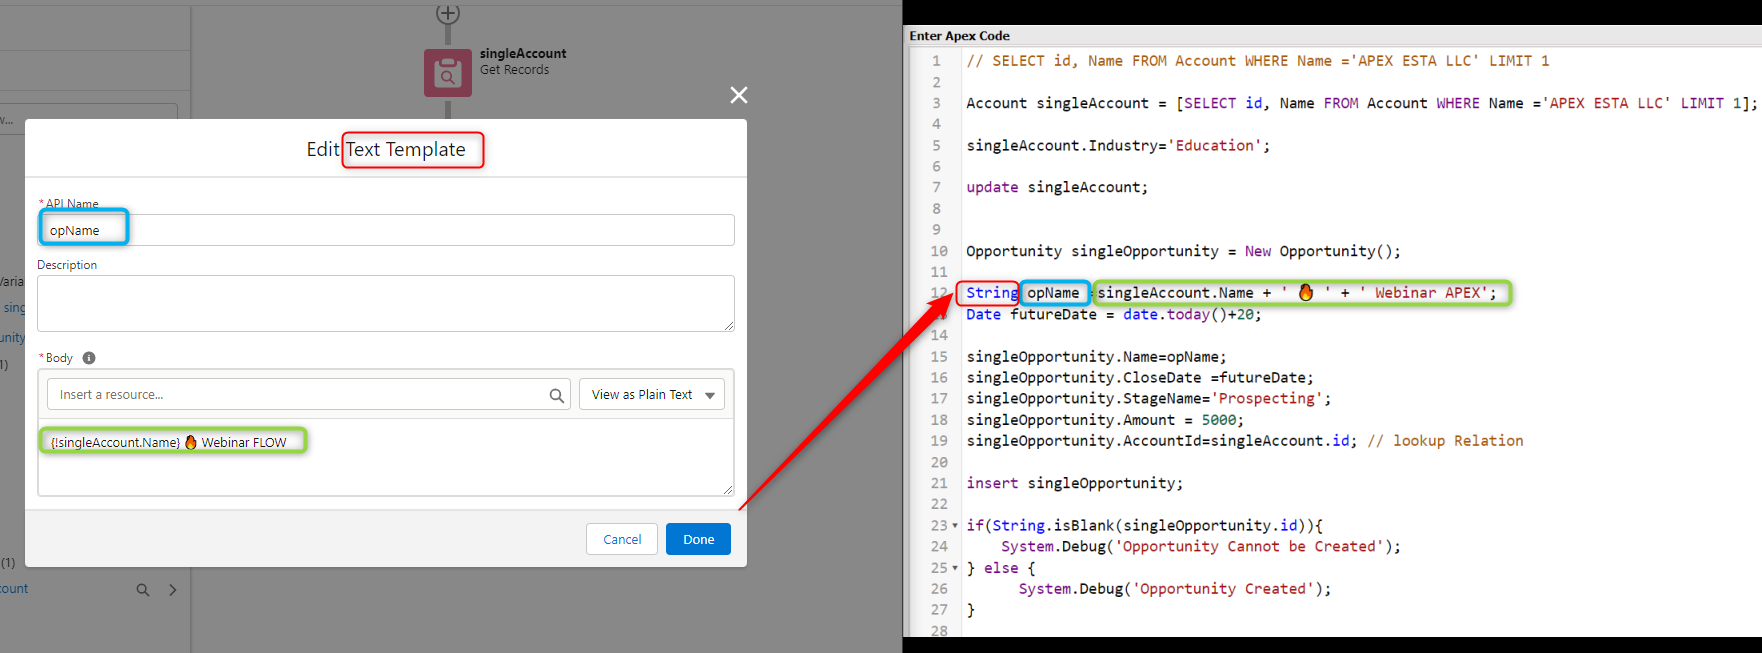 singleAccount
Get Records
w...
Edit Text Template
* API Name
opName
Description
* Body
Insert a resource...
View as Plain Text
{!singleAccount.Name} 🔥 Webinar FLOW
Cancel
Done
(1)
Enter Apex Code
1 // SELECT id, Name FROM Account WHERE Name ='APEX ESTA LLC' LIMIT 1
2
3 Account singleAccount = [SELECT id, Name FROM Account WHERE Name ='APEX ESTA LLC' LIMIT 1];
4
5 singleAccount.Industry='Education';
6
7 update singleAccount;
8
9
10 Opportunity singleOpportunity = New Opportunity();
11
12 String opName =singleAccount.Name + ' 🔥 ' + ' Webinar APEX';
Date futureDate = date.today()+20;
14
15 singleOpportunity.Name=opName;
16 singleOpportunity.CloseDate =futureDate;
17 singleOpportunity.StageName='Prospecting';
18 singleOpportunity.Amount = 5000;
19 singleOpportunity.AccountId=singleAccount.id; // lookup Relation
20
21 insert singleOpportunity;
22
23 if(String.isBlank(singleOpportunity.id)){
24 System.Debug('Opportunity Cannot be Created');
25 } else {
26 System.Debug('Opportunity Created');
27 }
28